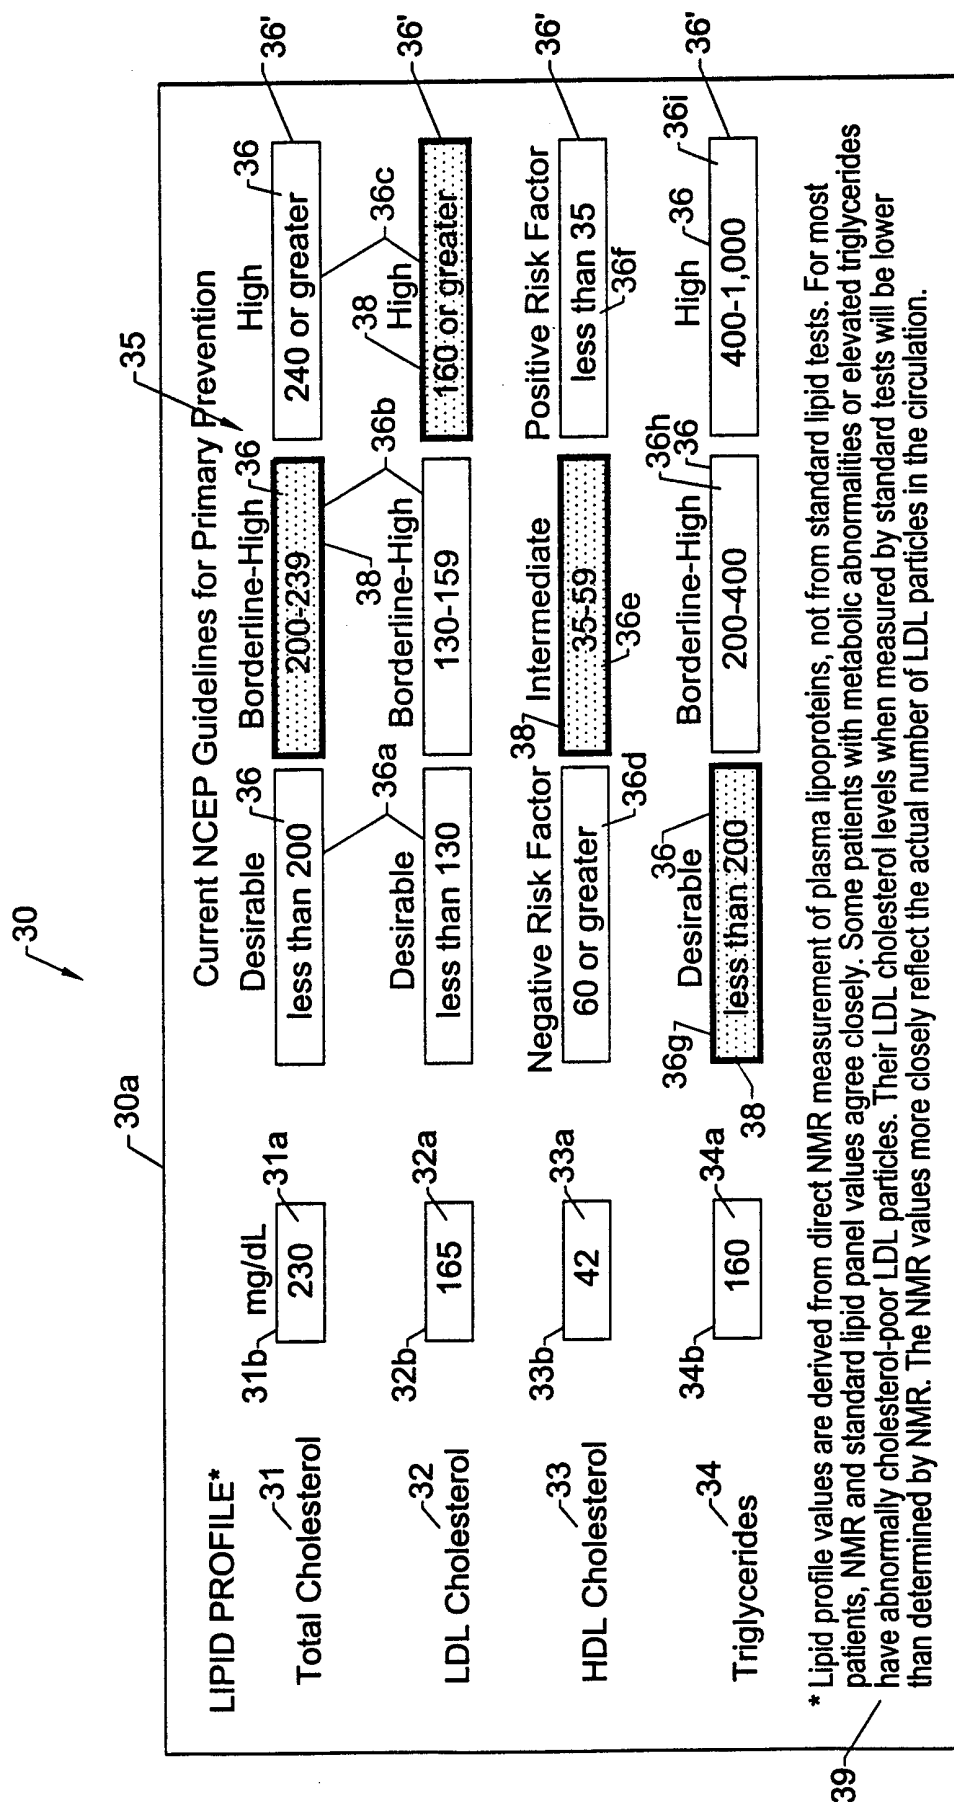 30
30a
35
LIPID PROFILE*
mg/dL
Current NCEP Guidelines for Primary Prevention
31
Total Cholesterol
31b
230
31a
Desirable
36
less than 200
Borderline-High
36
200-239
38
High
36
240 or greater
36'
36a
36b
36c
32
LDL Cholesterol
32b
165
32a
Desirable
less than 130
Borderline-High
130-159
38
High
160 or greater
36'
33
HDL Cholesterol
33b
42
33a
Negative Risk Factor
60 or greater
36d
38
Intermediate
35-59
36e
Positive Risk Factor
less than 35
36f
36'
34
Triglycerides
34b
160
34a
36g
Desirable
36
less than 200
38
Borderline-High
36h
36
200-400
High
36
36i
400-1,000
36'
39
* Lipid profile values are derived from direct NMR measurement of plasma lipoproteins, not from standard lipid tests. For most
patients, NMR and standard lipid panel values agree closely. Some patients with metabolic abnormalities or elevated triglycerides
have abnormally cholesterol-poor LDL particles. Their LDL cholesterol levels when measured by standard tests will be lower
than determined by NMR. The NMR values more closely reflect the actual number of LDL particles in the circulation.